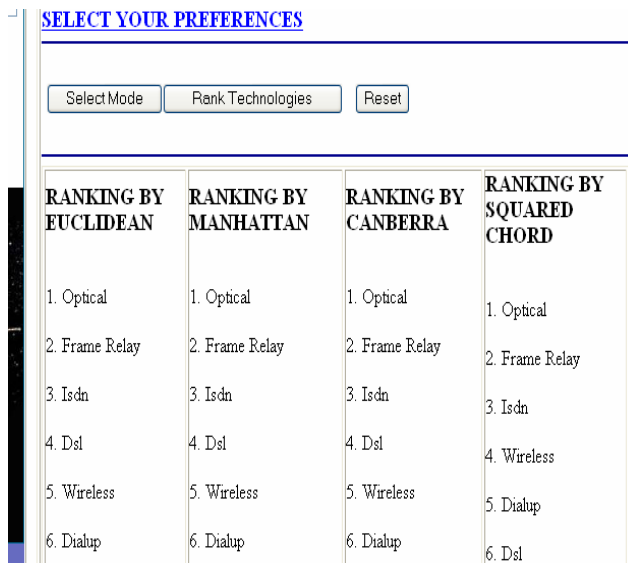 SELECT YOUR PREFERENCES
Select Mode
Rank Technologies
Reset
RANKING BY
EUCLIDEAN
1. Optical
2. Frame Relay
3. Isdn
4. Dsl
5. Wireless
6. Dialup
RANKING BY
MANHATTAN
1. Optical
2. Frame Relay
3. Isdn
4. Dsl
5. Wireless
6. Dialup
RANKING BY
CANBERRA
1. Optical
2. Frame Relay
3. Isdn
4. Dsl
5. Wireless
6. Dialup
RANKING BY
SQUARED
CHORD
1. Optical
2. Frame Relay
3. Isdn
4. Wireless
5. Dialup
6. Dsl